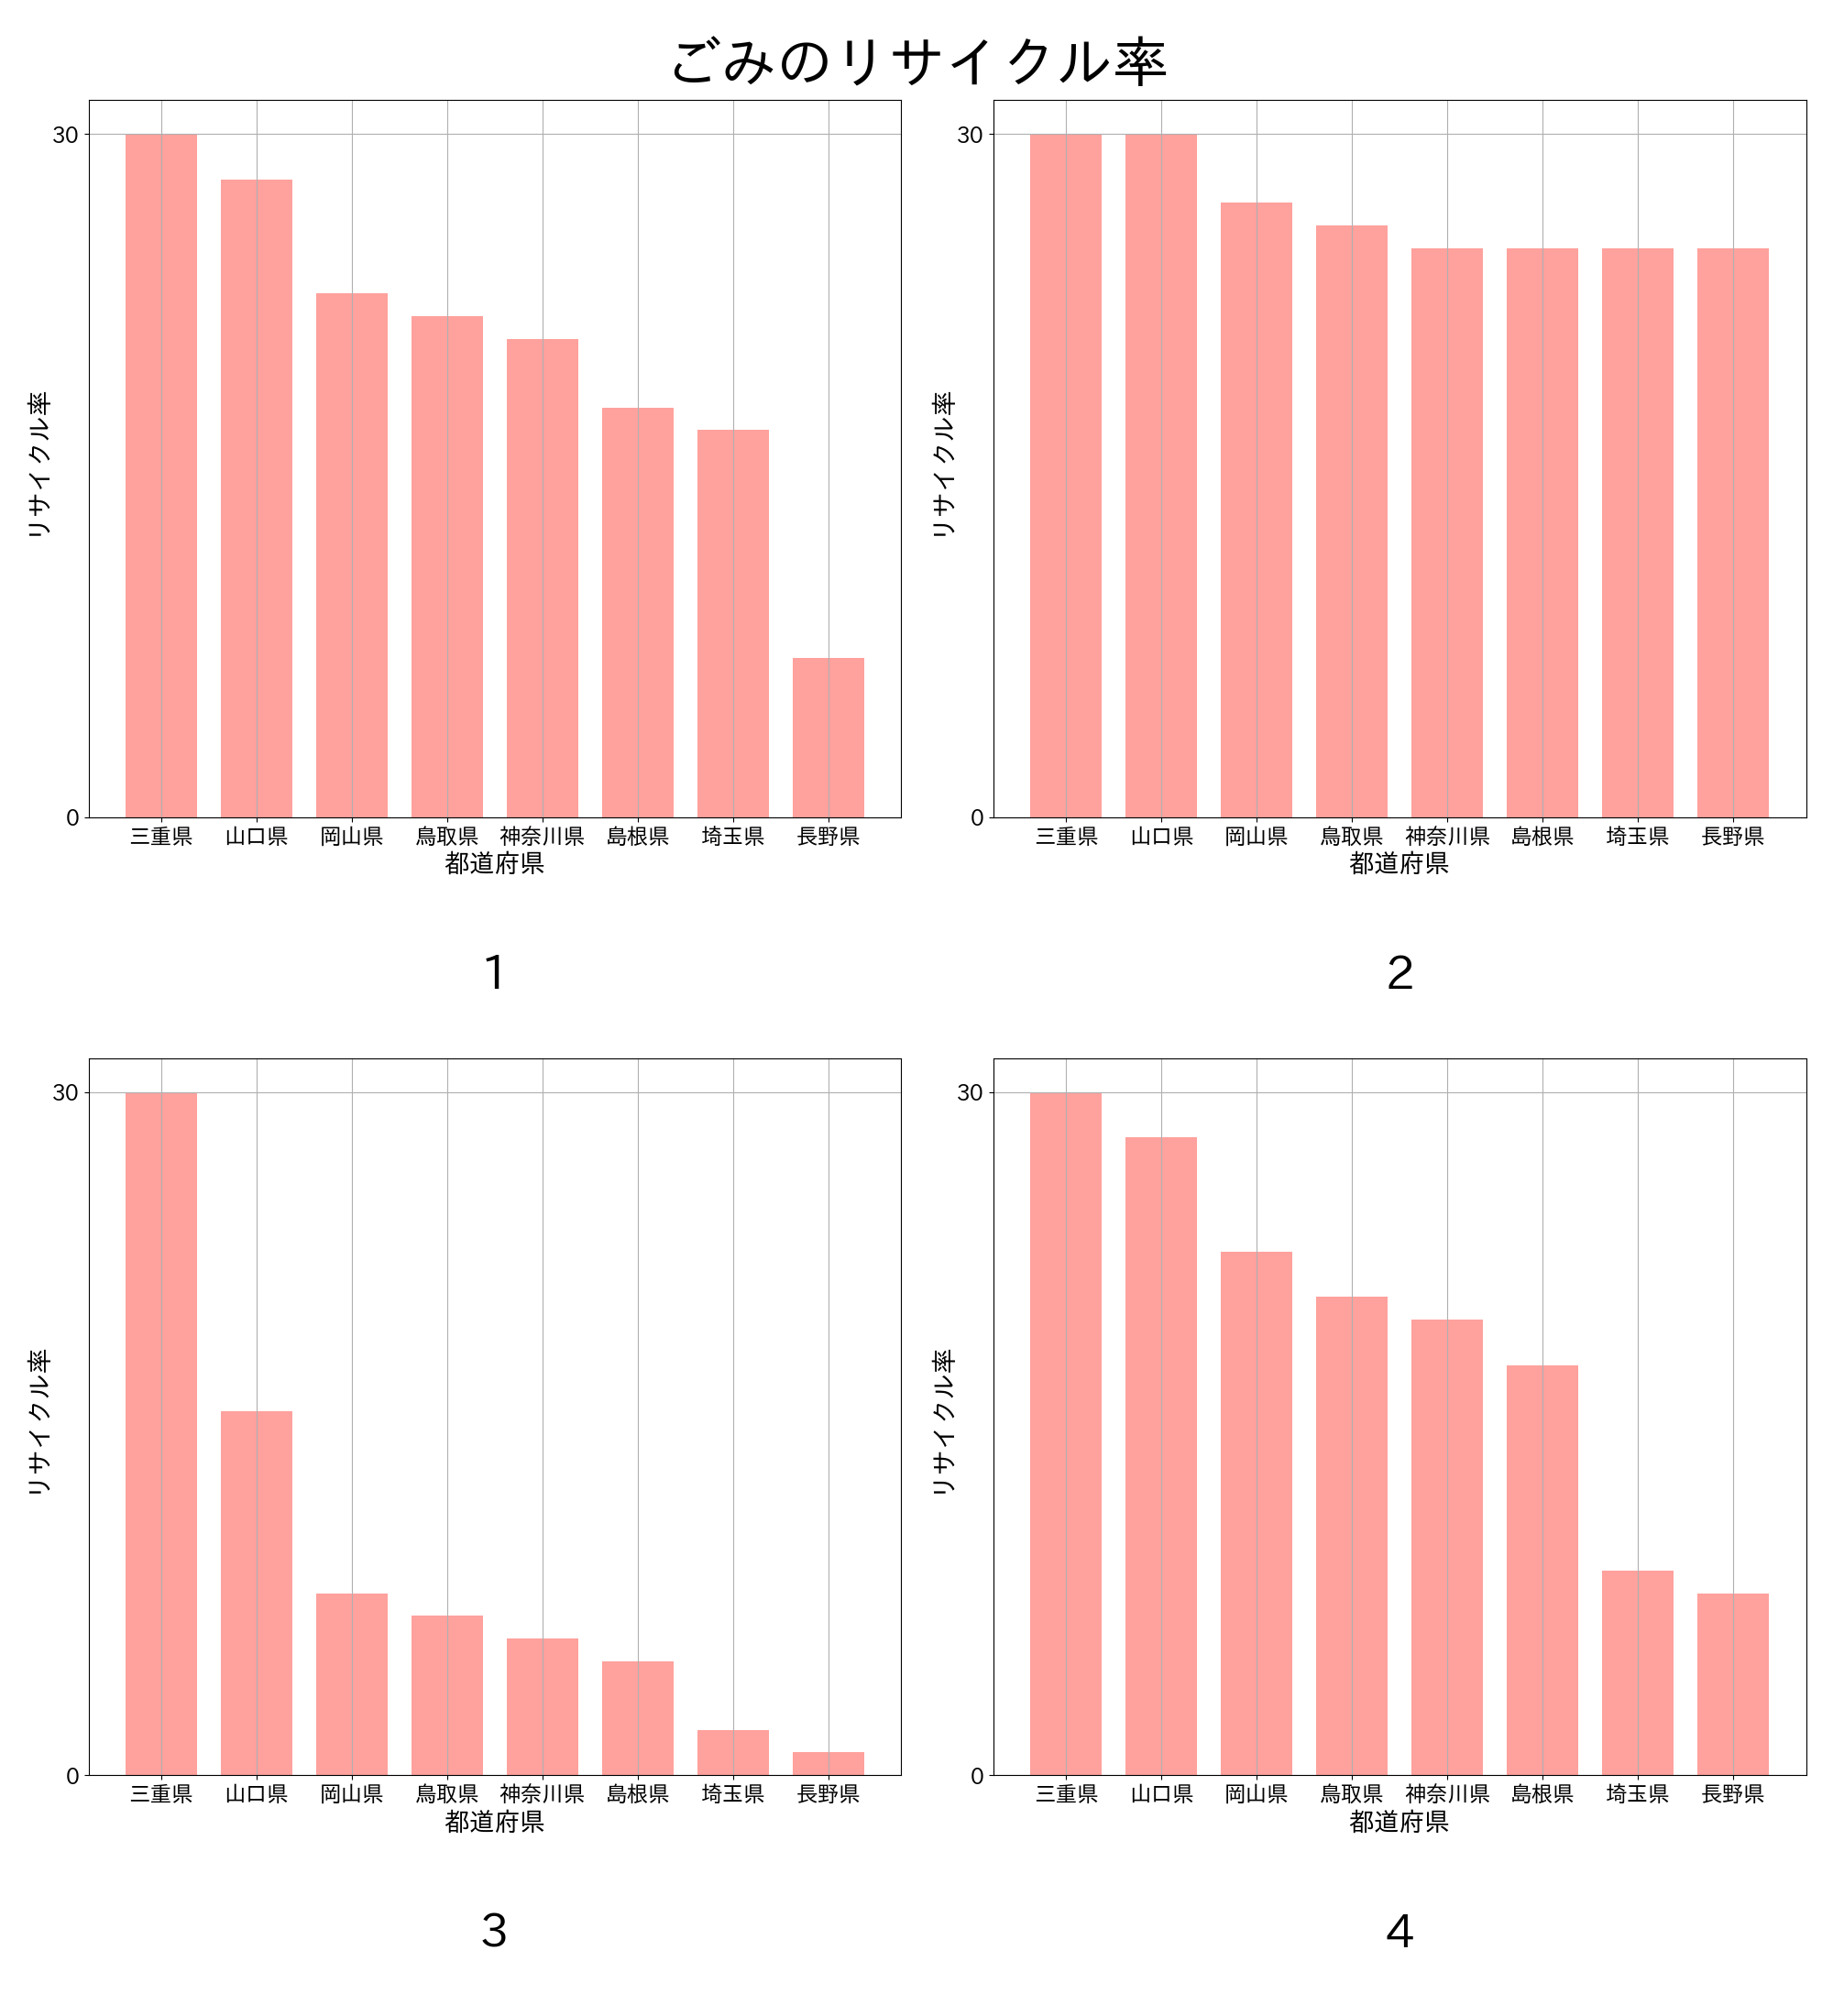 ごみのリサイクル率
30
0
リサイクル率
三重県 山口県 岡山県 鳥取県 神奈川県 島根県 埼玉県 長野県
都道府県
1
30
0
リサイクル率
三重県 山口県 岡山県 鳥取県 神奈川県 島根県 埼玉県 長野県
都道府県
2
30
0
リサイクル率
三重県 山口県 岡山県 鳥取県 神奈川県 島根県 埼玉県 長野県
都道府県
3
30
0
リサイクル率
三重県 山口県 岡山県 鳥取県 神奈川県 島根県 埼玉県 長野県
都道府県
4